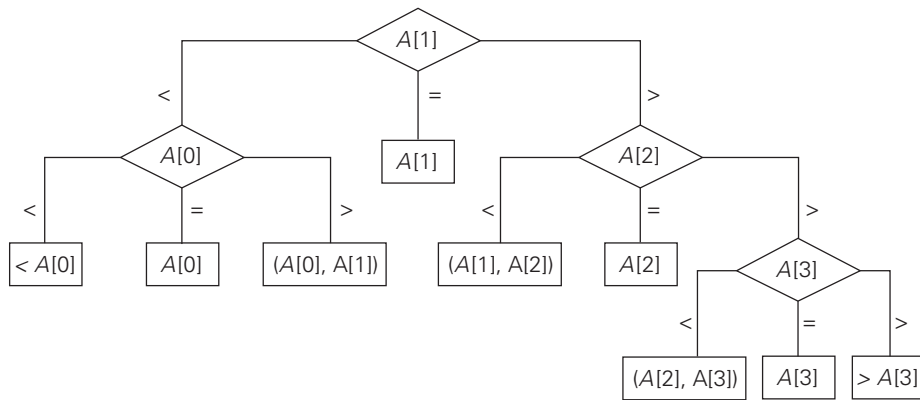 A[1]
< = >
A[0] A[1] A[2]
< = > < = >
< A[0] A[0] (A[0], A[1]) (A[1], A[2]) A[2] A[3]
< = >
(A[2], A[3]) A[3] > A[3]